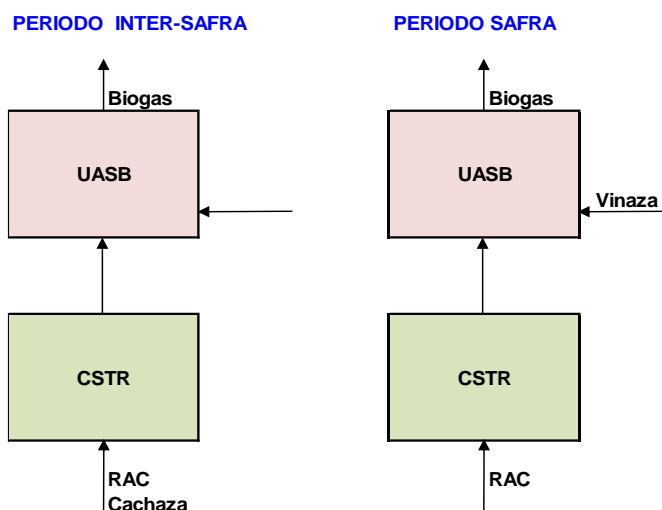 PERIODO INTER-SAFRA
Biogas
UASB
CSTR
RAC
Cachaza
PERIODO SAFRA
Biogas
UASB
Vinaza
CSTR
RAC